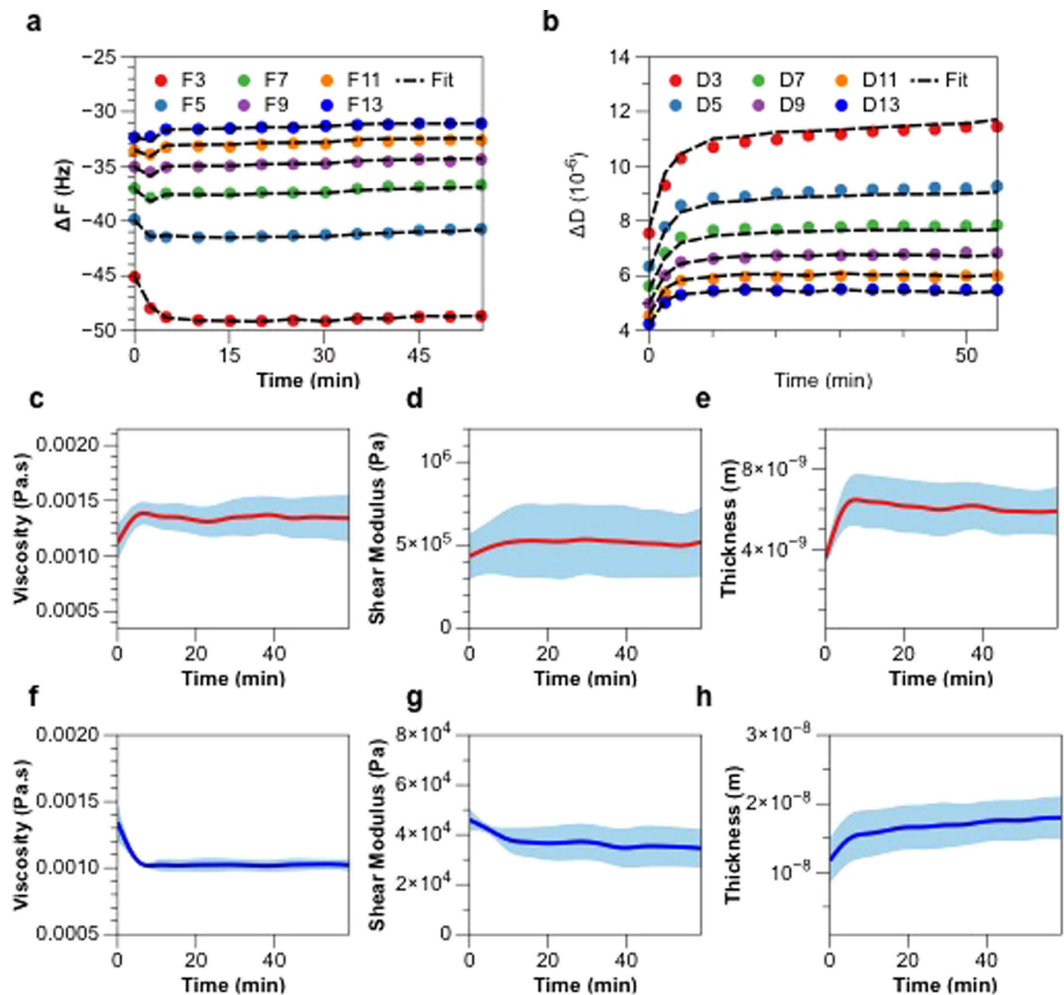 a
−25
−30
−35
−40
−45
−50
ΔF (Hz)
F3 F7 F11 Fit
F5 F9 F13
0 15 30 45
Time (min)
b
14
12
10
8
6
4
ΔD (10⁻⁶)
D3 D7 D11 Fit
D5 D9 D13
0 50
Time (min)
c
0.0020
0.0015
0.0010
0.0005
Viscosity (Pa.s)
0 20 40
Time (min)
d
10⁶
5×10⁵
0
Shear Modulus (Pa)
0 20 40
Time (min)
e
8×10⁻⁹
4×10⁻⁹
Thickness (m)
0 20 40
Time (min)
f
0.0020
0.0015
0.0010
0.0005
Viscosity (Pa.s)
0 20 40
Time (min)
g
8×10⁴
6×10⁴
4×10⁴
2×10⁴
0
Shear Modulus (Pa)
0 20 40
Time (min)
h
3×10⁻⁸
2×10⁻⁸
10⁻⁸
Thickness (m)
0 20 40
Time (min)